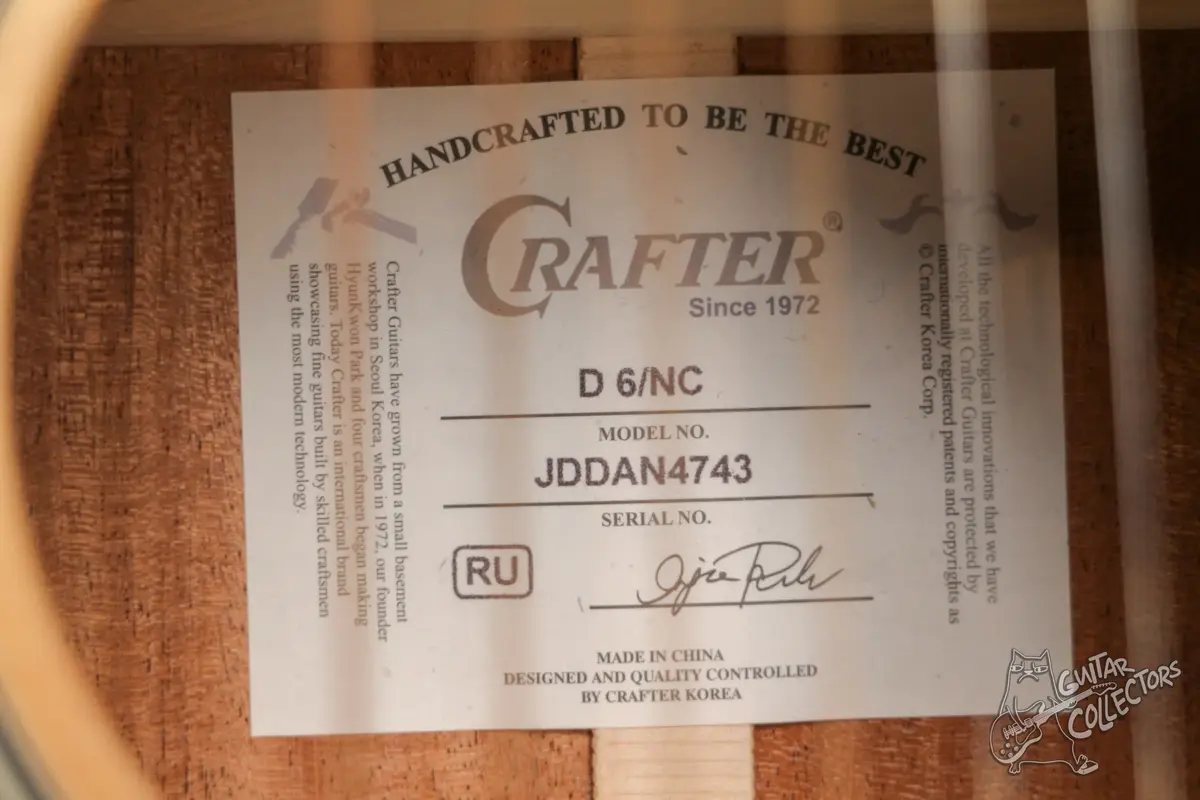 HANDCRAFTED TO BE THE BEST
CRAFTER®
Since 1972
Crafter Guitars have grown from a small basement
workshop in Seoul Korea, when in 1972, our founder
HyunKwon Park and four craftsmen began making
guitars. Today Crafter is an international brand
showcasing fine guitars built by skilled craftsmen
using the most modern technology.
All the technological innovations that we have
developed at Crafter Guitars are protected by
internationally registered patents and copyrights as
© Crafter Korea Corp.
D 6/NC
MODEL NO.
JDDAN4743
SERIAL NO.
RU
MADE IN CHINA
DESIGNED AND QUALITY CONTROLLED
BY CRAFTER KOREA
GUITAR
COLLECTORS